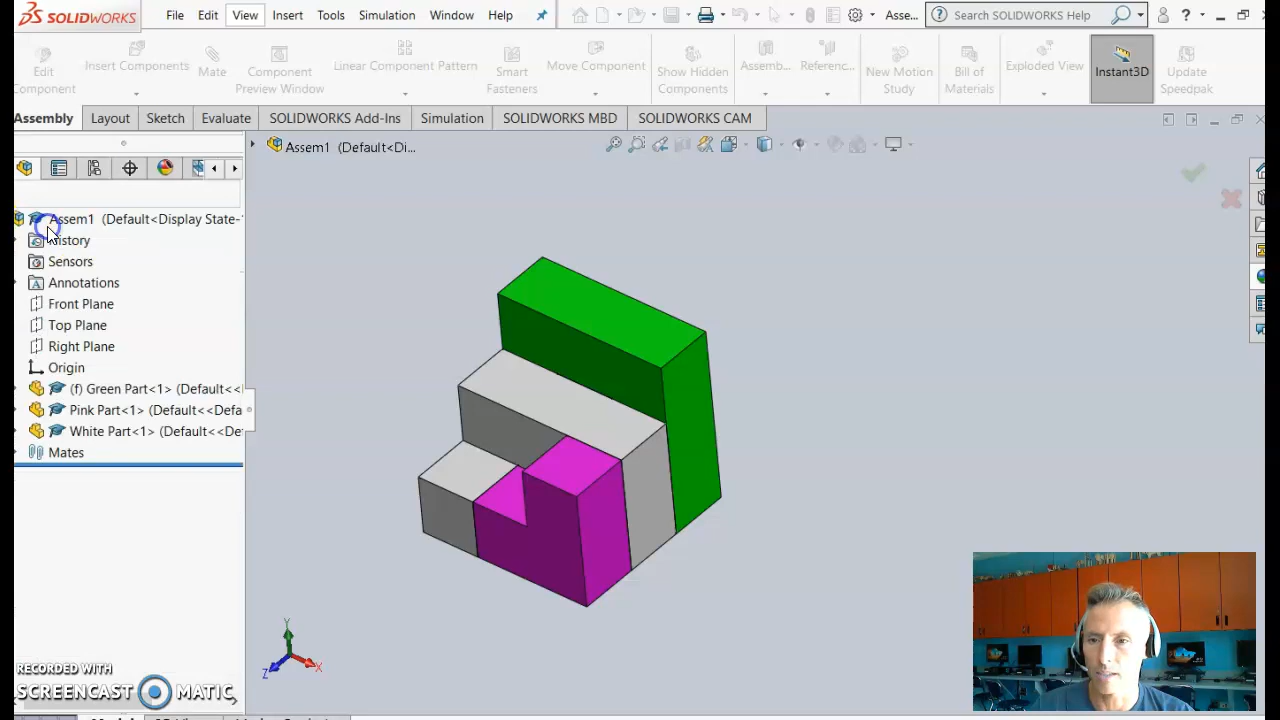 SOLIDWORKS File Edit View Insert Tools Simulation Window Help Asse... Search SOLIDWORKS Help ?
Edit Component Insert Components Mate Component Preview Window Linear Component Pattern Smart Fasteners Move Component Show Hidden Components Assemb... Referenc... New Motion Study Bill of Materials Exploded View Instant3D Update Speedpak
Assembly Layout Sketch Evaluate SOLIDWORKS Add-Ins Simulation SOLIDWORKS MBD SOLIDWORKS CAM
Assem1 (Default<Di...
Assem1 (Default<Display State-
History
Sensors
Annotations
Front Plane
Top Plane
Right Plane
Origin
(f) Green Part<1> (Default<<
Pink Part<1> (Default<<Defa
White Part<1> (Default<<De
Mates
Y
Z X
RECORDED WITH
SCREENCAST MATIC